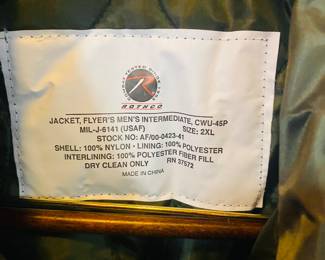 ROTHCO
JACKET, FLYER'S MEN'S INTERMEDIATE, CWU-45P
MIL-J-6141 (USAF) SIZE: 2XL
STOCK NO: AF/00-0423-41
SHELL: 100% NYLON • LINING: 100% POLYESTER
INTERLINING: 100% POLYESTER FIBER FILL
DRY CLEAN ONLY RN 37572
MADE IN CHINA